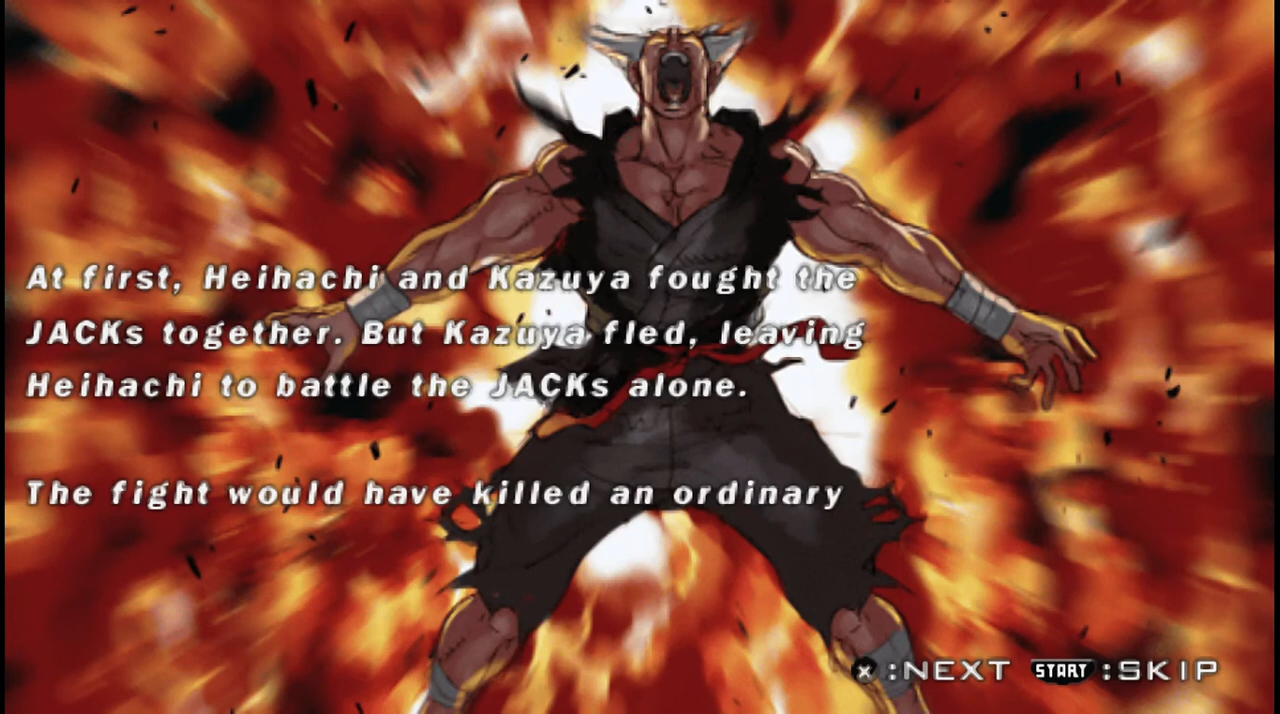 At first, Heihachi and Kazuya fought the
JACKs together. But Kazuya fled, leaving
Heihachi to battle the JACKs alone.
The fight would have killed an ordinary
X :NEXT START :SKIP